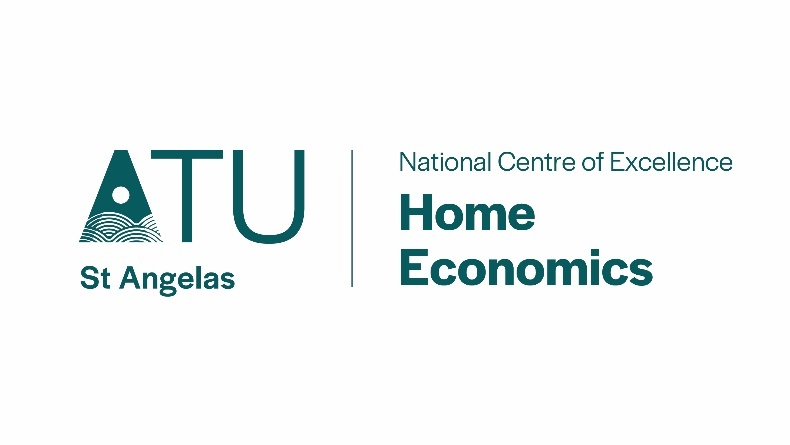 ATU
St Angelas
National Centre of Excellence
Home
Economics